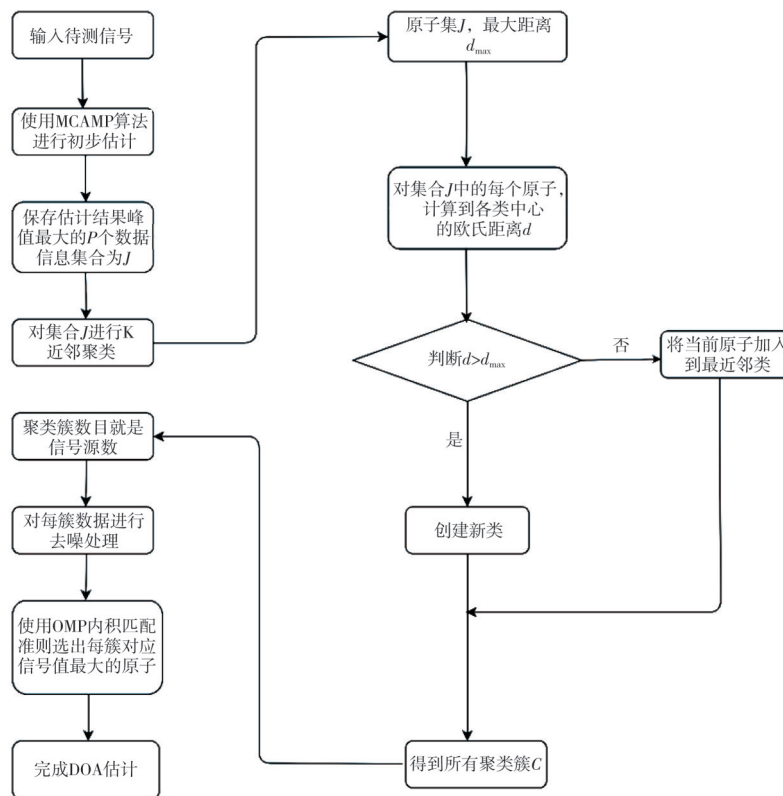 输入待测信号
使用MCAMP算法
进行初步估计
保存估计结果峰
值最大的P个数据
信息集合为J
对集合J进行K
近邻聚类
原子集J，最大距离
dmax
对集合J中的每个原子，
计算到各类中心
的欧氏距离d
判断d>dmax
否
将当前原子加入
到最近邻类
是
创建新类
得到所有聚类簇C
聚类簇数目就是
信号源数
对每簇数据进行
去噪处理
使用OMP内积匹配
准则选出每簇对应
信号值最大的原子
完成DOA估计